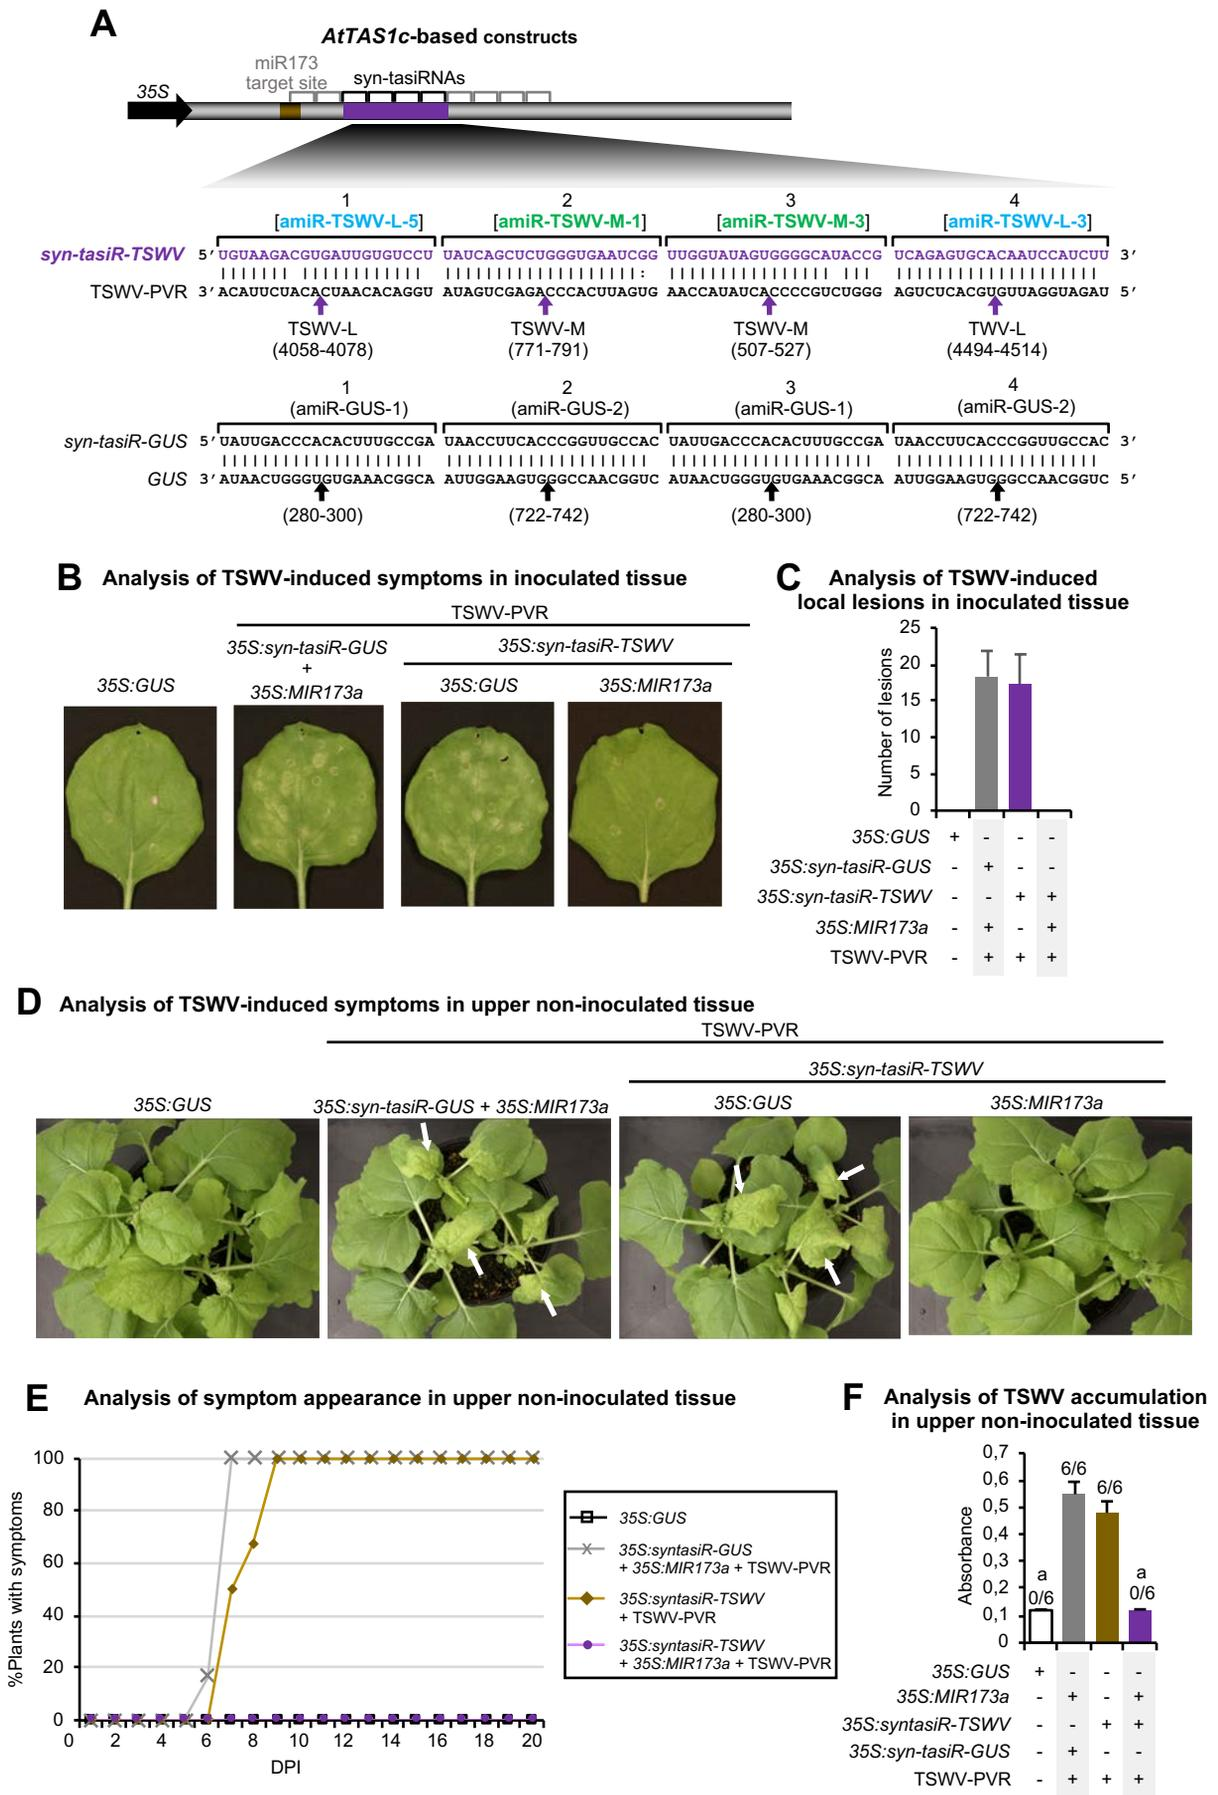 A
AtTAS1c-based constructs
miR173
target site
syn-tasiRNAs
35S
1
2
3
4
[amiR-TSWV-L-5]
[amiR-TSWV-M-1]
[amiR-TSWV-M-3]
[amiR-TSWV-L-3]
syn-tasiR-TSWV 5′ UGUAAGACGUGAUUGUGUCCU UAUCAGCUCUGGGUGAAUCGG UUGGUAUAGUGGGGCAUACCG UCAGAGUGCACAAUCCAUCUU 3′
TSWV-PVR 3′ ACAUUCUACACUAACACAGGU AUAGUCGAGACCCACUUAGUG AACCAUAUCACCCCGUCUGGG AGUCUCACGUGUUAGGUAGAU 5′
TSWV-L
TSWV-M
TSWV-M
TWV-L
(4058-4078)
(771-791)
(507-527)
(4494-4514)
1
2
3
4
(amiR-GUS-1)
(amiR-GUS-2)
(amiR-GUS-1)
(amiR-GUS-2)
syn-tasiR-GUS 5′ UAUUGACCCACACUUUGCCGA UAACCUUCACCCGGUUGCCAC UAUUGACCCACACUUUGCCGA UAACCUUCACCCGGUUGCCAC 3′
GUS 3′ AUAACUGGGUGUGAAACGGCA AUUGGAAGUGGGCCAACGGUC AUAACUGGGUGUGAAACGGCA AUUGGAAGUGGGCCAACGGUC 5′
(280-300)
(722-742)
(280-300)
(722-742)
B
Analysis of TSWV-induced symptoms in inoculated tissue
TSWV-PVR
35S:syn-tasiR-GUS
+
35S:MIR173a
35S:syn-tasiR-TSWV
35S:GUS
35S:GUS
35S:MIR173a
C
Analysis of TSWV-induced
local lesions in inoculated tissue
Number of lesions
25
20
15
10
5
0
35S:GUS + - - -
35S:syn-tasiR-GUS - + - -
35S:syn-tasiR-TSWV - - + +
35S:MIR173a - + - +
TSWV-PVR - + + +
D
Analysis of TSWV-induced symptoms in upper non-inoculated tissue
TSWV-PVR
35S:syn-tasiR-TSWV
35S:GUS
35S:syn-tasiR-GUS + 35S:MIR173a
35S:GUS
35S:MIR173a
E
Analysis of symptom appearance in upper non-inoculated tissue
%Plants with symptoms
100
80
60
40
20
0
0 2 4 6 8 10 12 14 16 18 20
DPI
35S:GUS
35S:syntasiR-GUS
+ 35S:MIR173a + TSWV-PVR
35S:syntasiR-TSWV
+ TSWV-PVR
35S:syntasiR-TSWV
+ 35S:MIR173a + TSWV-PVR
F
Analysis of TSWV accumulation
in upper non-inoculated tissue
Absorbance
0,7
0,6
0,5
0,4
0,3
0,2
0,1
0
a
0/6
6/6
6/6
a
0/6
35S:GUS + - - -
35S:MIR173a - + - +
35S:syntasiR-TSWV - - + +
35S:syn-tasiR-GUS - + - -
TSWV-PVR - + + +